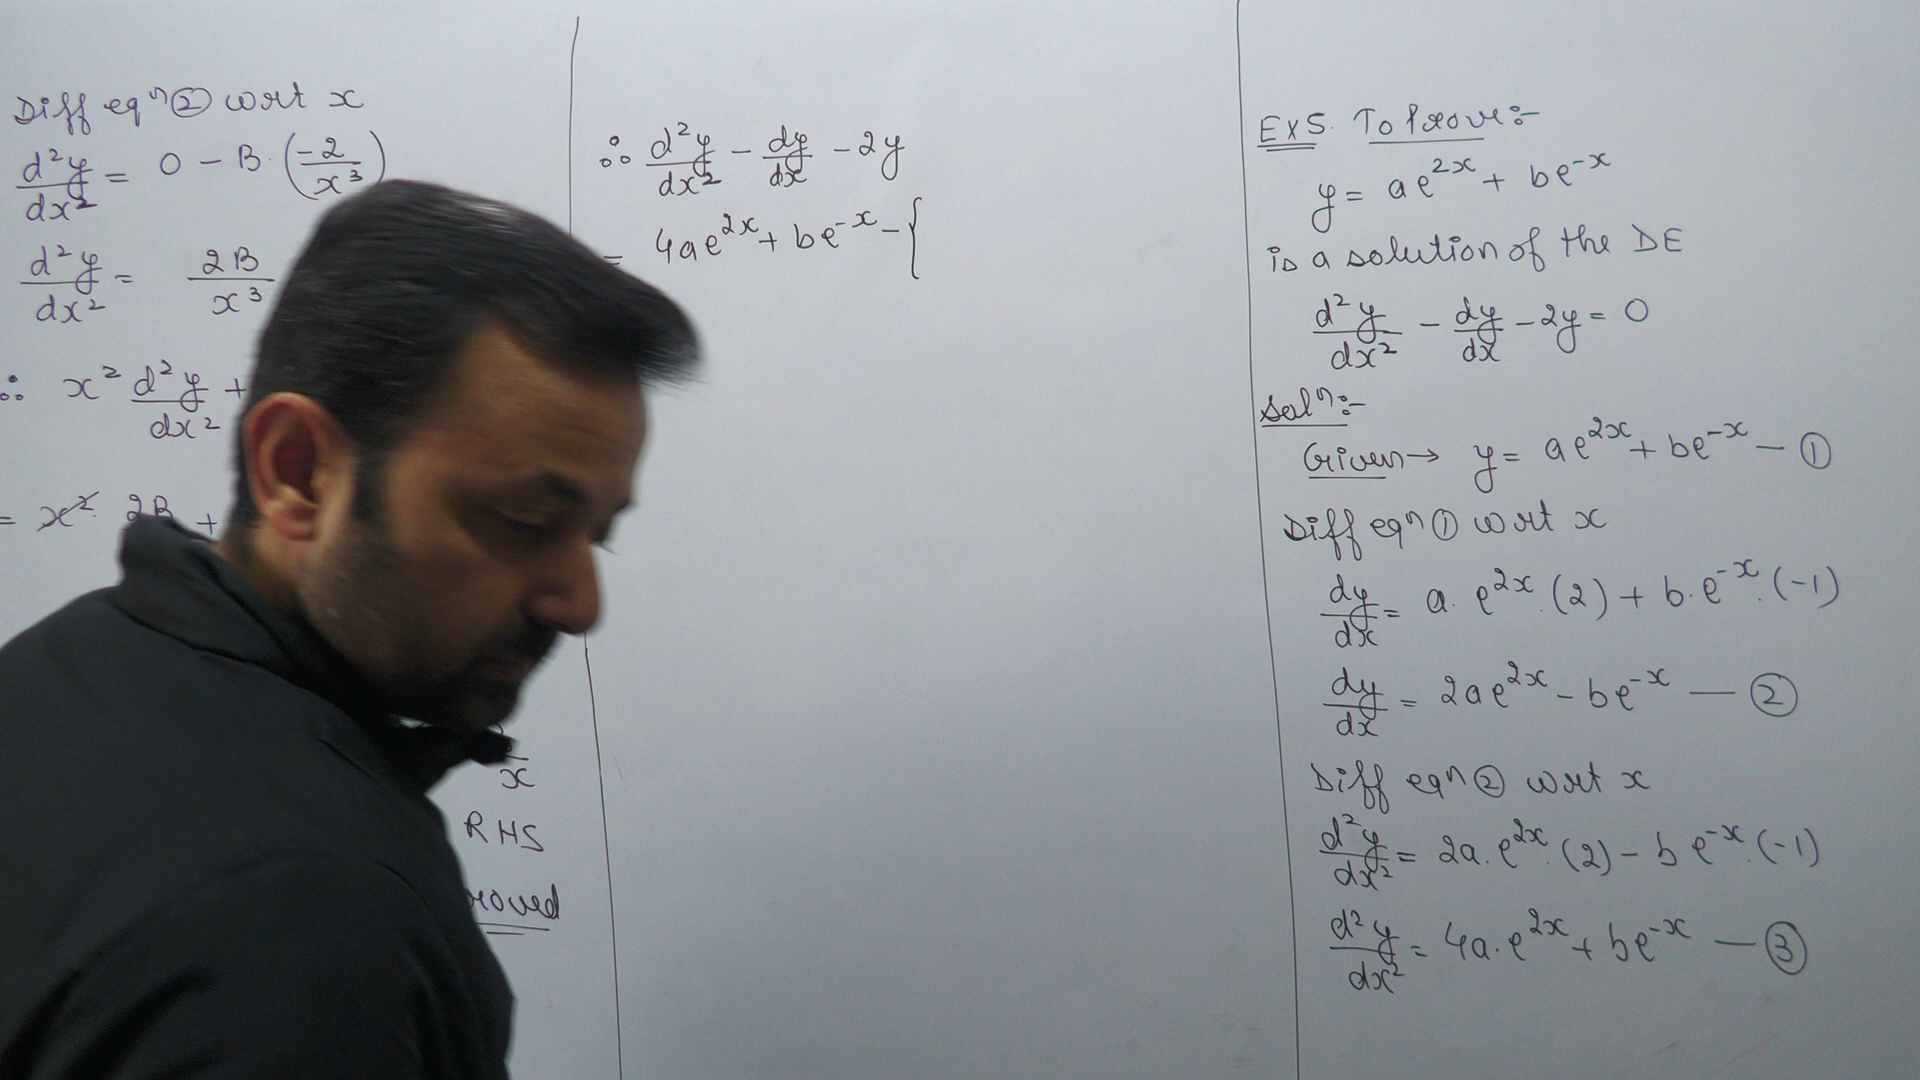 Diff eqⁿ ② wrt x
d²y/dx² = 0 - B·(-2/x³)
d²y/dx² = 2B/x³
∴ x² d²y/dx² +
= x². 2B +
x
RHS
roved
∴ d²y/dx² - dy/dx - 2y
= 4ae^{2x} + be^{-x} - {
EX5. To Prove:-
y = ae^{2x} + be^{-x}
is a solution of the DE
d²y/dx² - dy/dx - 2y = 0
Solⁿ:-
Given → y = ae^{2x} + be^{-x} — ①
Diff eqⁿ ① wrt x
dy/dx = a. e^{2x}.(2) + b.e^{-x}.(-1)
dy/dx = 2ae^{2x} - be^{-x} — ②
Diff eqⁿ ② wrt x
d²y/dx² = 2a.e^{2x}.(2) - be^{-x}.(-1)
d²y/dx² = 4a.e^{2x} + be^{-x} — ③